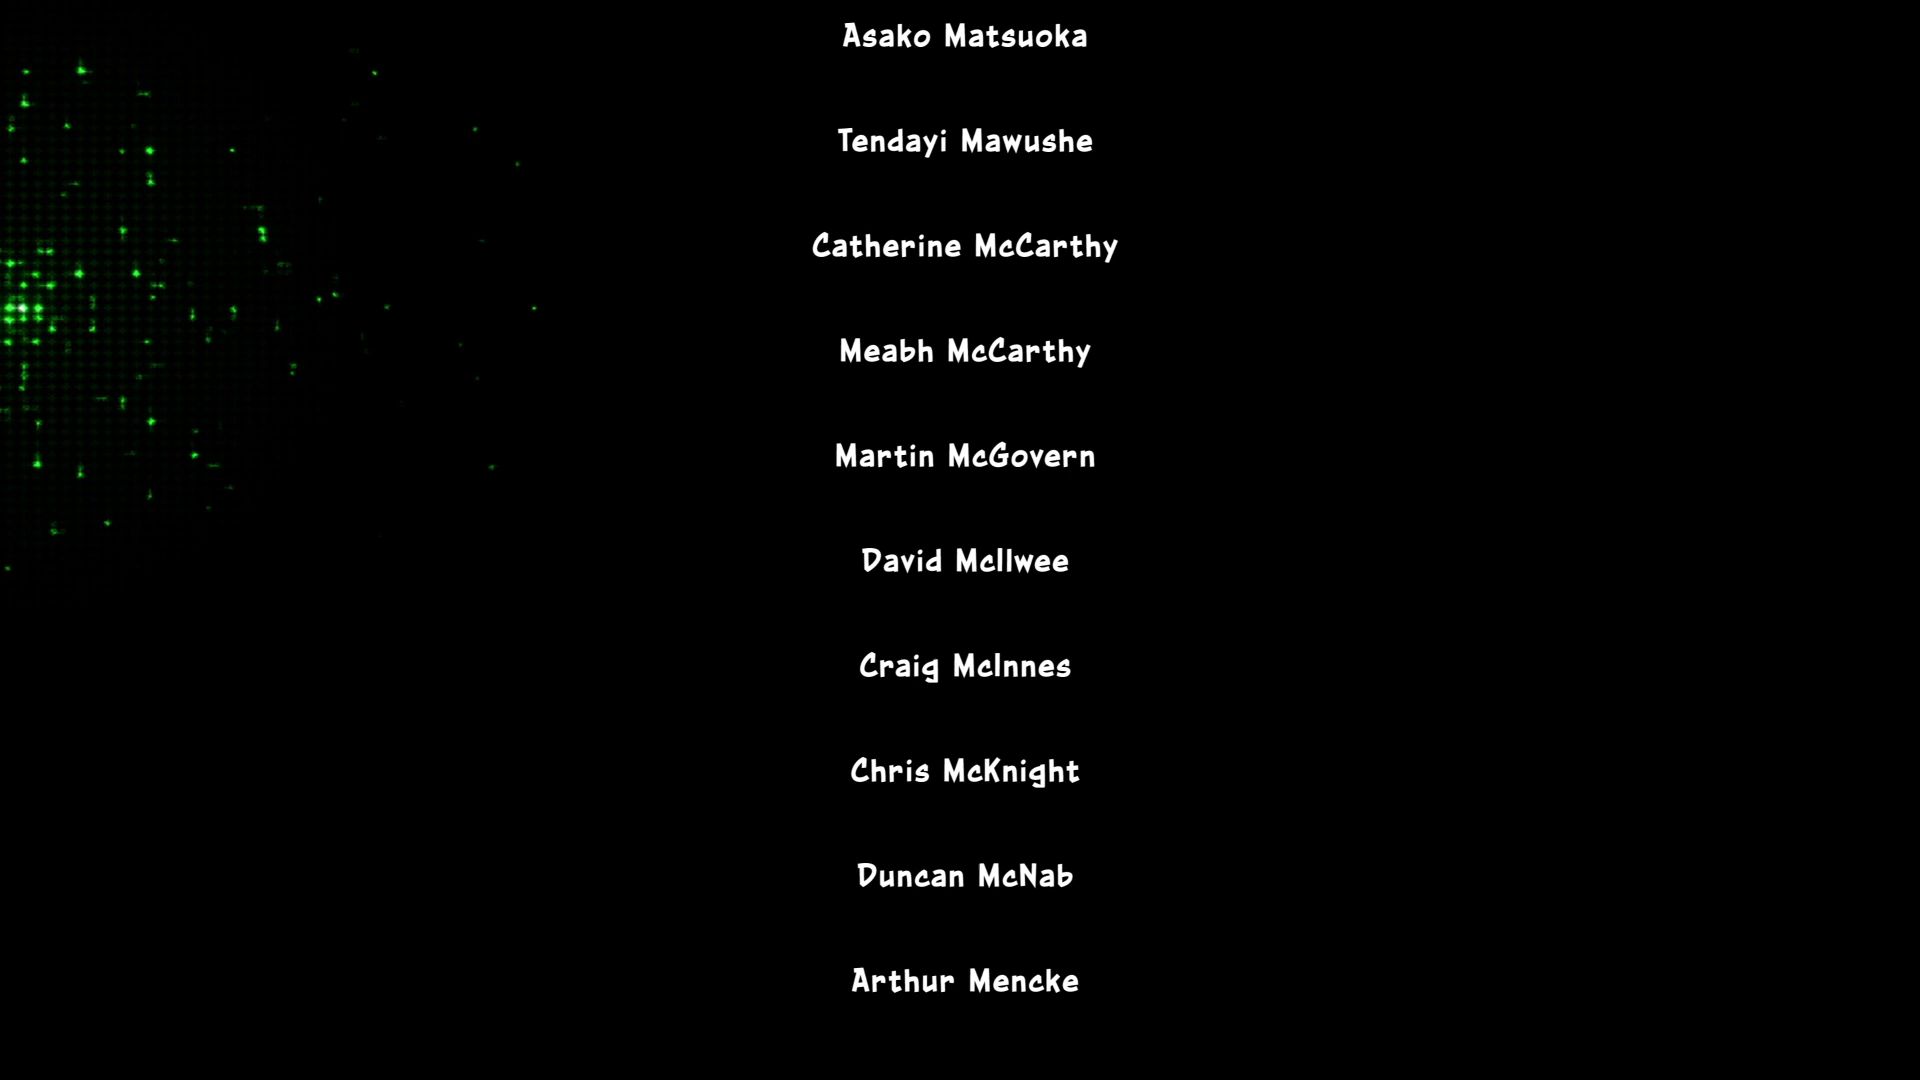 Asako Matsuoka
Tendayi Mawushe
Catherine McCarthy
Meabh McCarthy
Martin McGovern
David McIlwee
Craig McInnes
Chris McKnight
Duncan McNab
Arthur Mencke